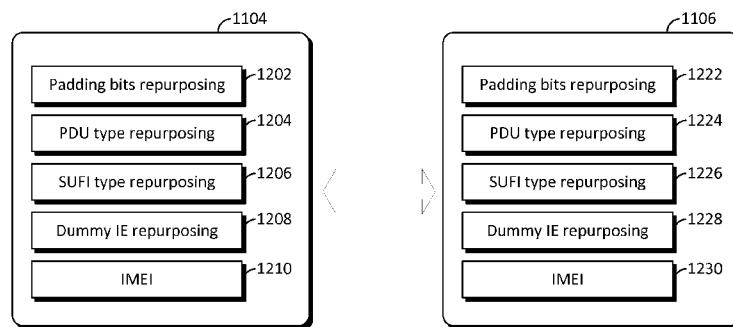 1104
Padding bits repurposing 1202
PDU type repurposing 1204
SUFI type repurposing 1206
Dummy IE repurposing 1208
IMEI 1210
1106
Padding bits repurposing 1222
PDU type repurposing 1224
SUFI type repurposing 1226
Dummy IE repurposing 1228
IMEI 1230